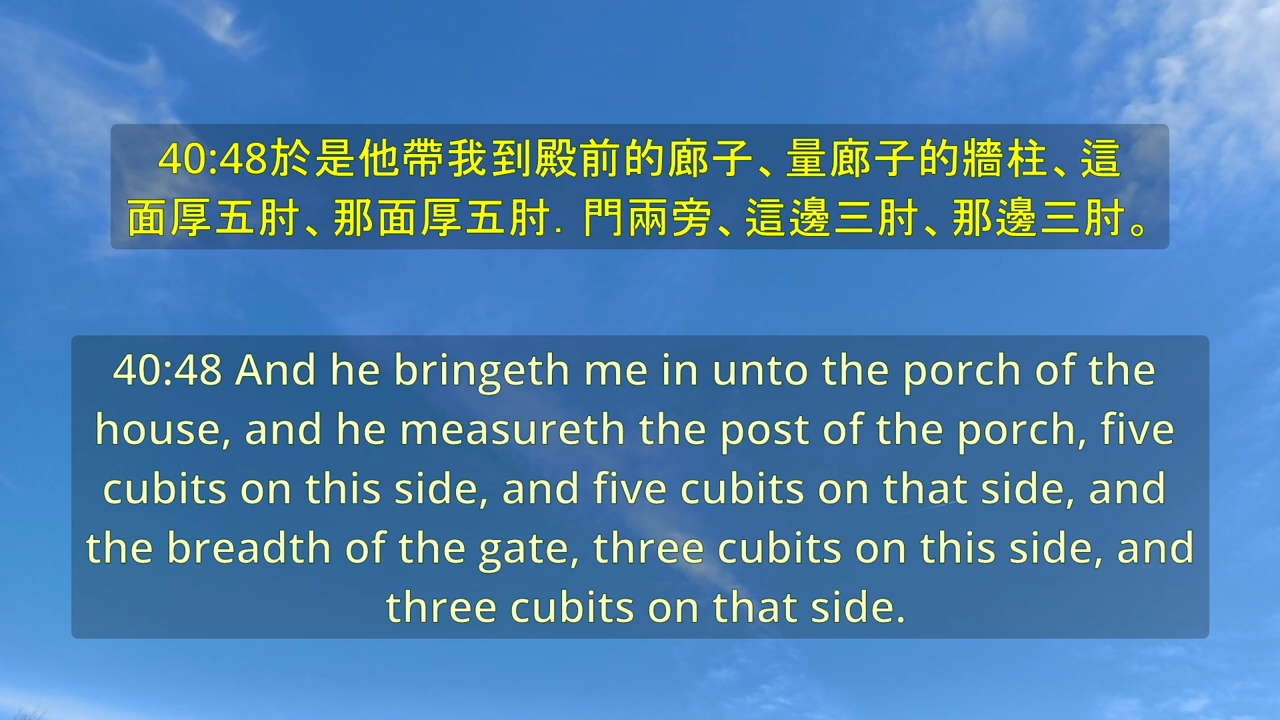 40:48於是他帶我到殿前的廊子、量廊子的牆柱、這
面厚五肘、那面厚五肘. 門兩旁、這邊三肘、那邊三肘。
40:48 And he bringeth me in unto the porch of the
house, and he measureth the post of the porch, five
cubits on this side, and five cubits on that side, and
the breadth of the gate, three cubits on this side, and
three cubits on that side.